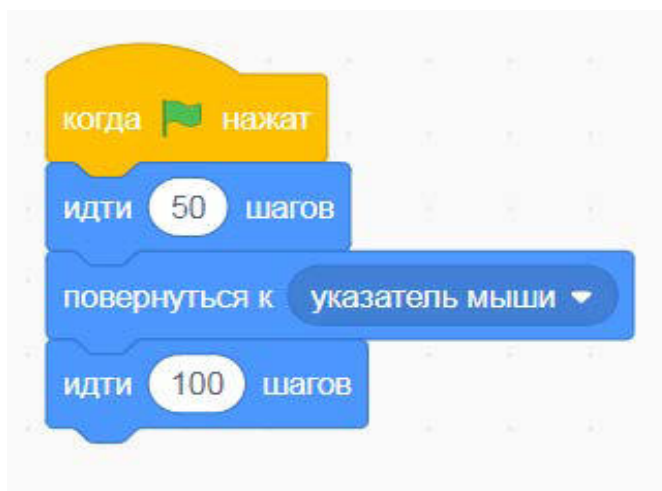 когда нажат
идти 50 шагов
повернуться к указатель мыши
идти 100 шагов